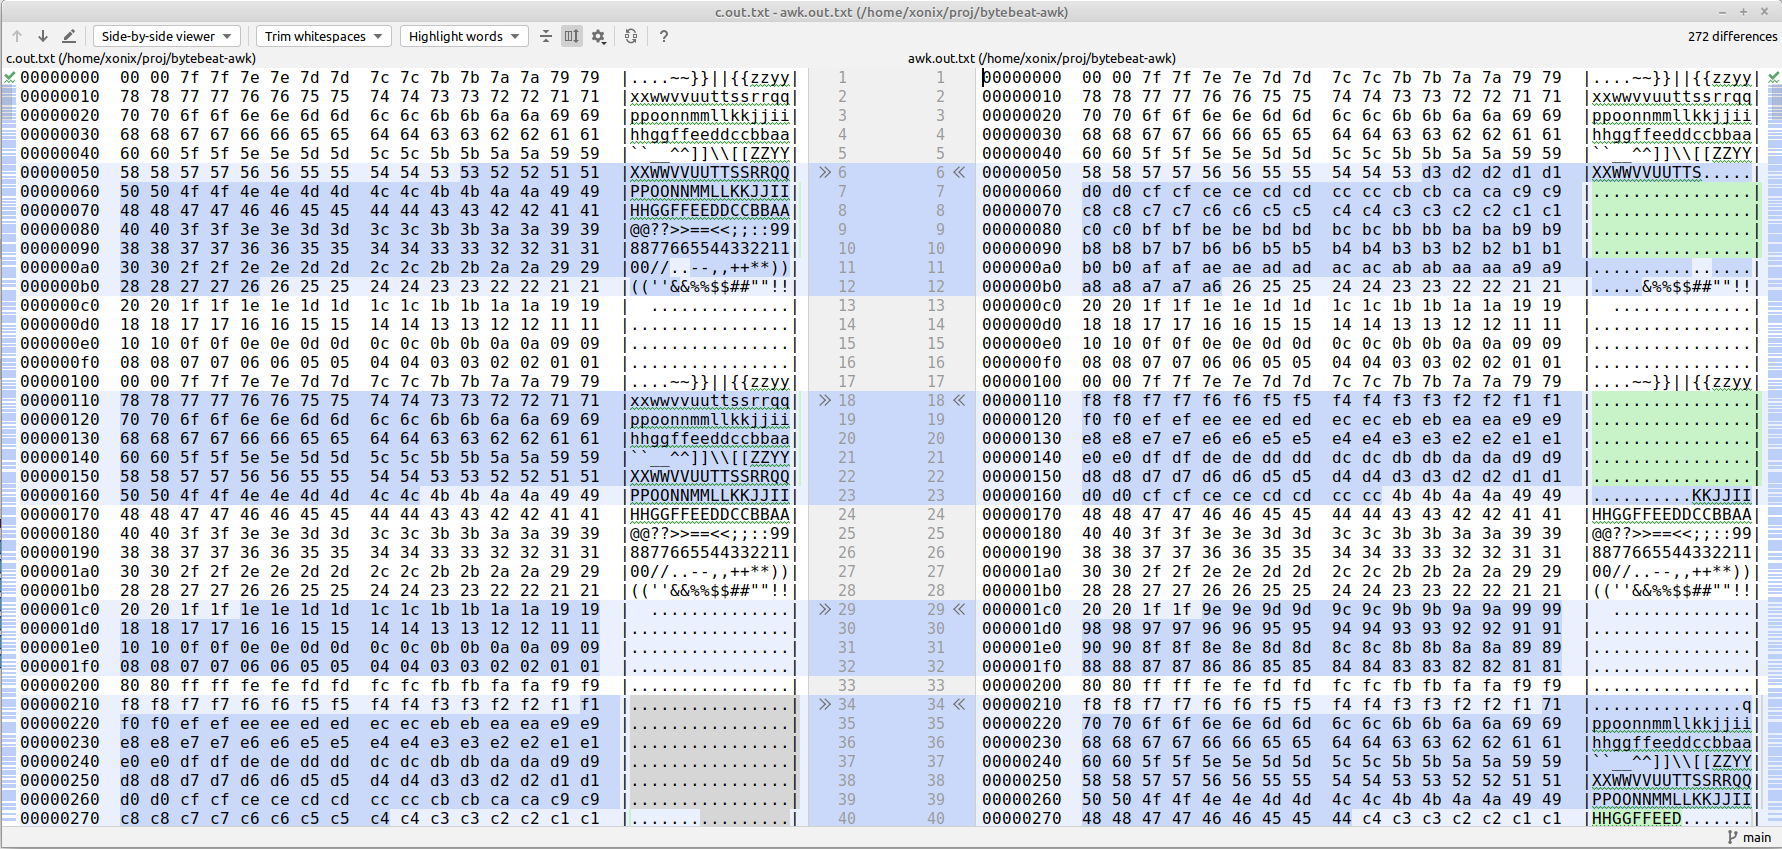 c.out.txt - awk.out.txt (/home/xonix/proj/bytebeat-awk)
Side-by-side viewer Trim whitespaces Highlight words ? 272 differences
c.out.txt (/home/xonix/proj/bytebeat-awk) awk.out.txt (/home/xonix/proj/bytebeat-awk)
00000000 00 00 7f 7f 7e 7e 7d 7d 7c 7c 7b 7b 7a 7a 79 79 |....~~}}||{{zzyy| 1 1 00000000 00 00 7f 7f 7e 7e 7d 7d 7c 7c 7b 7b 7a 7a 79 79 |....~~}}||{{zzyy|
00000010 78 78 77 77 76 76 75 75 74 74 73 73 72 72 71 71 |xxwwvvuuttssrrqq| 2 2 00000010 78 78 77 77 76 76 75 75 74 74 73 73 72 72 71 71 |xxwwvvuuttssrrqq|
00000020 70 70 6f 6f 6e 6e 6d 6d 6c 6c 6b 6b 6a 6a 69 69 |ppoonnmmllkkjjii| 3 3 00000020 70 70 6f 6f 6e 6e 6d 6d 6c 6c 6b 6b 6a 6a 69 69 |ppoonnmmllkkjjii|
00000030 68 68 67 67 66 66 65 65 64 64 63 63 62 62 61 61 |hhggffeeddccbbaa| 4 4 00000030 68 68 67 67 66 66 65 65 64 64 63 63 62 62 61 61 |hhggffeeddccbbaa|
00000040 60 60 5f 5f 5e 5e 5d 5d 5c 5c 5b 5b 5a 5a 59 59 |``__^^]]\\[[ZZYY| 5 5 00000040 60 60 5f 5f 5e 5e 5d 5d 5c 5c 5b 5b 5a 5a 59 59 |``__^^]]\\[[ZZYY|
00000050 58 58 57 57 56 56 55 55 54 54 53 53 52 52 51 51 |XXWWVVUUTTSSRRQQ| 6 6 00000050 58 58 57 57 56 56 55 55 54 54 53 d3 d2 d2 d1 d1 |XXWWVVUUTTS.....|
00000060 50 50 4f 4f 4e 4e 4d 4d 4c 4c 4b 4b 4a 4a 49 49 |PPOONNMMLLKKJJII| 7 7 00000060 d0 d0 cf cf ce ce cd cd cc cc cb cb ca ca c9 c9 |................|
00000070 48 48 47 47 46 46 45 45 44 44 43 43 42 42 41 41 |HHGGFFEEDDCCBBAA| 8 8 00000070 c8 c8 c7 c7 c6 c6 c5 c5 c4 c4 c3 c3 c2 c2 c1 c1 |................|
00000080 40 40 3f 3f 3e 3e 3d 3d 3c 3c 3b 3b 3a 3a 39 39 |@@??>>==<<;;::99| 9 9 00000080 c0 c0 bf bf be be bd bd bc bc bb bb ba ba b9 b9 |................|
00000090 38 38 37 37 36 36 35 35 34 34 33 33 32 32 31 31 |8877665544332211| 10 10 00000090 b8 b8 b7 b7 b6 b6 b5 b5 b4 b4 b3 b3 b2 b2 b1 b1 |................|
000000a0 30 30 2f 2f 2e 2e 2d 2d 2c 2c 2b 2b 2a 2a 29 29 |00//..--,,++**))| 11 11 000000a0 b0 b0 af af ae ae ad ad ac ac ab ab aa aa a9 a9 |................|
000000b0 28 28 27 27 26 26 25 25 24 24 23 23 22 22 21 21 |((''&&%%$$##""!!| 12 12 000000b0 a8 a8 a7 a7 a6 26 25 25 24 24 23 23 22 22 21 21 |.....&%%$$##""!!|
000000c0 20 20 1f 1f 1e 1e 1d 1d 1c 1c 1b 1b 1a 1a 19 19 |  ..............| 13 13 000000c0 20 20 1f 1f 1e 1e 1d 1d 1c 1c 1b 1b 1a 1a 19 19 |  ..............|
000000d0 18 18 17 17 16 16 15 15 14 14 13 13 12 12 11 11 |................| 14 14 000000d0 18 18 17 17 16 16 15 15 14 14 13 13 12 12 11 11 |................|
000000e0 10 10 0f 0f 0e 0e 0d 0d 0c 0c 0b 0b 0a 0a 09 09 |................| 15 15 000000e0 10 10 0f 0f 0e 0e 0d 0d 0c 0c 0b 0b 0a 0a 09 09 |................|
000000f0 08 08 07 07 06 06 05 05 04 04 03 03 02 02 01 01 |................| 16 16 000000f0 08 08 07 07 06 06 05 05 04 04 03 03 02 02 01 01 |................|
00000100 00 00 7f 7f 7e 7e 7d 7d 7c 7c 7b 7b 7a 7a 79 79 |....~~}}||{{zzyy| 17 17 00000100 00 00 7f 7f 7e 7e 7d 7d 7c 7c 7b 7b 7a 7a 79 79 |....~~}}||{{zzyy|
00000110 78 78 77 77 76 76 75 75 74 74 73 73 72 72 71 71 |xxwwvvuuttssrrqq| 18 18 00000110 f8 f8 f7 f7 f6 f6 f5 f5 f4 f4 f3 f3 f2 f2 f1 f1 |................|
00000120 70 70 6f 6f 6e 6e 6d 6d 6c 6c 6b 6b 6a 6a 69 69 |ppoonnmmllkkjjii| 19 19 00000120 f0 f0 ef ef ee ee ed ed ec ec eb eb ea ea e9 e9 |................|
00000130 68 68 67 67 66 66 65 65 64 64 63 63 62 62 61 61 |hhggffeeddccbbaa| 20 20 00000130 e8 e8 e7 e7 e6 e6 e5 e5 e4 e4 e3 e3 e2 e2 e1 e1 |................|
00000140 60 60 5f 5f 5e 5e 5d 5d 5c 5c 5b 5b 5a 5a 59 59 |``__^^]]\\[[ZZYY| 21 21 00000140 e0 e0 df df de de dd dd dc dc db db da da d9 d9 |................|
00000150 58 58 57 57 56 56 55 55 54 54 53 53 52 52 51 51 |XXWWVVUUTTSSRRQQ| 22 22 00000150 d8 d8 d7 d7 d6 d6 d5 d5 d4 d4 d3 d3 d2 d2 d1 d1 |................|
00000160 50 50 4f 4f 4e 4e 4d 4d 4c 4c 4b 4b 4a 4a 49 49 |PPOONNMMLLKKJJII| 23 23 00000160 d0 d0 cf cf ce ce cd cd cc cc 4b 4b 4a 4a 49 49 |..........KKJJII|
00000170 48 48 47 47 46 46 45 45 44 44 43 43 42 42 41 41 |HHGGFFEEDDCCBBAA| 24 24 00000170 48 48 47 47 46 46 45 45 44 44 43 43 42 42 41 41 |HHGGFFEEDDCCBBAA|
00000180 40 40 3f 3f 3e 3e 3d 3d 3c 3c 3b 3b 3a 3a 39 39 |@@??>>==<<;;::99| 25 25 00000180 40 40 3f 3f 3e 3e 3d 3d 3c 3c 3b 3b 3a 3a 39 39 |@@??>>==<<;;::99|
00000190 38 38 37 37 36 36 35 35 34 34 33 33 32 32 31 31 |8877665544332211| 26 26 00000190 38 38 37 37 36 36 35 35 34 34 33 33 32 32 31 31 |8877665544332211|
000001a0 30 30 2f 2f 2e 2e 2d 2d 2c 2c 2b 2b 2a 2a 29 29 |00//..--,,++**))| 27 27 000001a0 30 30 2f 2f 2e 2e 2d 2d 2c 2c 2b 2b 2a 2a 29 29 |00//..--,,++**))|
000001b0 28 28 27 27 26 26 25 25 24 24 23 23 22 22 21 21 |((''&&%%$$##""!!| 28 28 000001b0 28 28 27 27 26 26 25 25 24 24 23 23 22 22 21 21 |((''&&%%$$##""!!|
000001c0 20 20 1f 1f 1e 1e 1d 1d 1c 1c 1b 1b 1a 1a 19 19 |  ..............| 29 29 000001c0 20 20 1f 1f 9e 9e 9d 9d 9c 9c 9b 9b 9a 9a 99 99 |  ..............|
000001d0 18 18 17 17 16 16 15 15 14 14 13 13 12 12 11 11 |................| 30 30 000001d0 98 98 97 97 96 96 95 95 94 94 93 93 92 92 91 91 |................|
000001e0 10 10 0f 0f 0e 0e 0d 0d 0c 0c 0b 0b 0a 0a 09 09 |................| 31 31 000001e0 90 90 8f 8f 8e 8e 8d 8d 8c 8c 8b 8b 8a 8a 89 89 |................|
000001f0 08 08 07 07 06 06 05 05 04 04 03 03 02 02 01 01 |................| 32 32 000001f0 88 88 87 87 86 86 85 85 84 84 83 83 82 82 81 81 |................|
00000200 80 80 ff ff fe fe fd fd fc fc fb fb fa fa f9 f9 |................| 33 33 00000200 80 80 ff ff fe fe fd fd fc fc fb fb fa fa f9 f9 |................|
00000210 f8 f8 f7 f7 f6 f6 f5 f5 f4 f4 f3 f3 f2 f2 f1 f1 |................| 34 34 00000210 f8 f8 f7 f7 f6 f6 f5 f5 f4 f4 f3 f3 f2 f2 f1 71 |...............q|
00000220 f0 f0 ef ef ee ee ed ed ec ec eb eb ea ea e9 e9 |................| 35 35 00000220 70 70 6f 6f 6e 6e 6d 6d 6c 6c 6b 6b 6a 6a 69 69 |ppoonnmmllkkjjii|
00000230 e8 e8 e7 e7 e6 e6 e5 e5 e4 e4 e3 e3 e2 e2 e1 e1 |................| 36 36 00000230 68 68 67 67 66 66 65 65 64 64 63 63 62 62 61 61 |hhggffeeddccbbaa|
00000240 e0 e0 df df de de dd dd dc dc db db da da d9 d9 |................| 37 37 00000240 60 60 5f 5f 5e 5e 5d 5d 5c 5c 5b 5b 5a 5a 59 59 |``__^^]]\\[[ZZYY|
00000250 d8 d8 d7 d7 d6 d6 d5 d5 d4 d4 d3 d3 d2 d2 d1 d1 |................| 38 38 00000250 58 58 57 57 56 56 55 55 54 54 53 53 52 52 51 51 |XXWWVVUUTTSSRRQQ|
00000260 d0 d0 cf cf ce ce cd cd cc cc cb cb ca ca c9 c9 |................| 39 39 00000260 50 50 4f 4f 4e 4e 4d 4d 4c 4c 4b 4b 4a 4a 49 49 |PPOONNMMLLKKJJII|
00000270 c8 c8 c7 c7 c6 c6 c5 c5 c4 c4 c3 c3 c2 c2 c1 c1 |................| 40 40 00000270 48 48 47 47 46 46 45 45 44 c4 c3 c3 c2 c2 c1 c1 |HHGGFFEED.......|
main